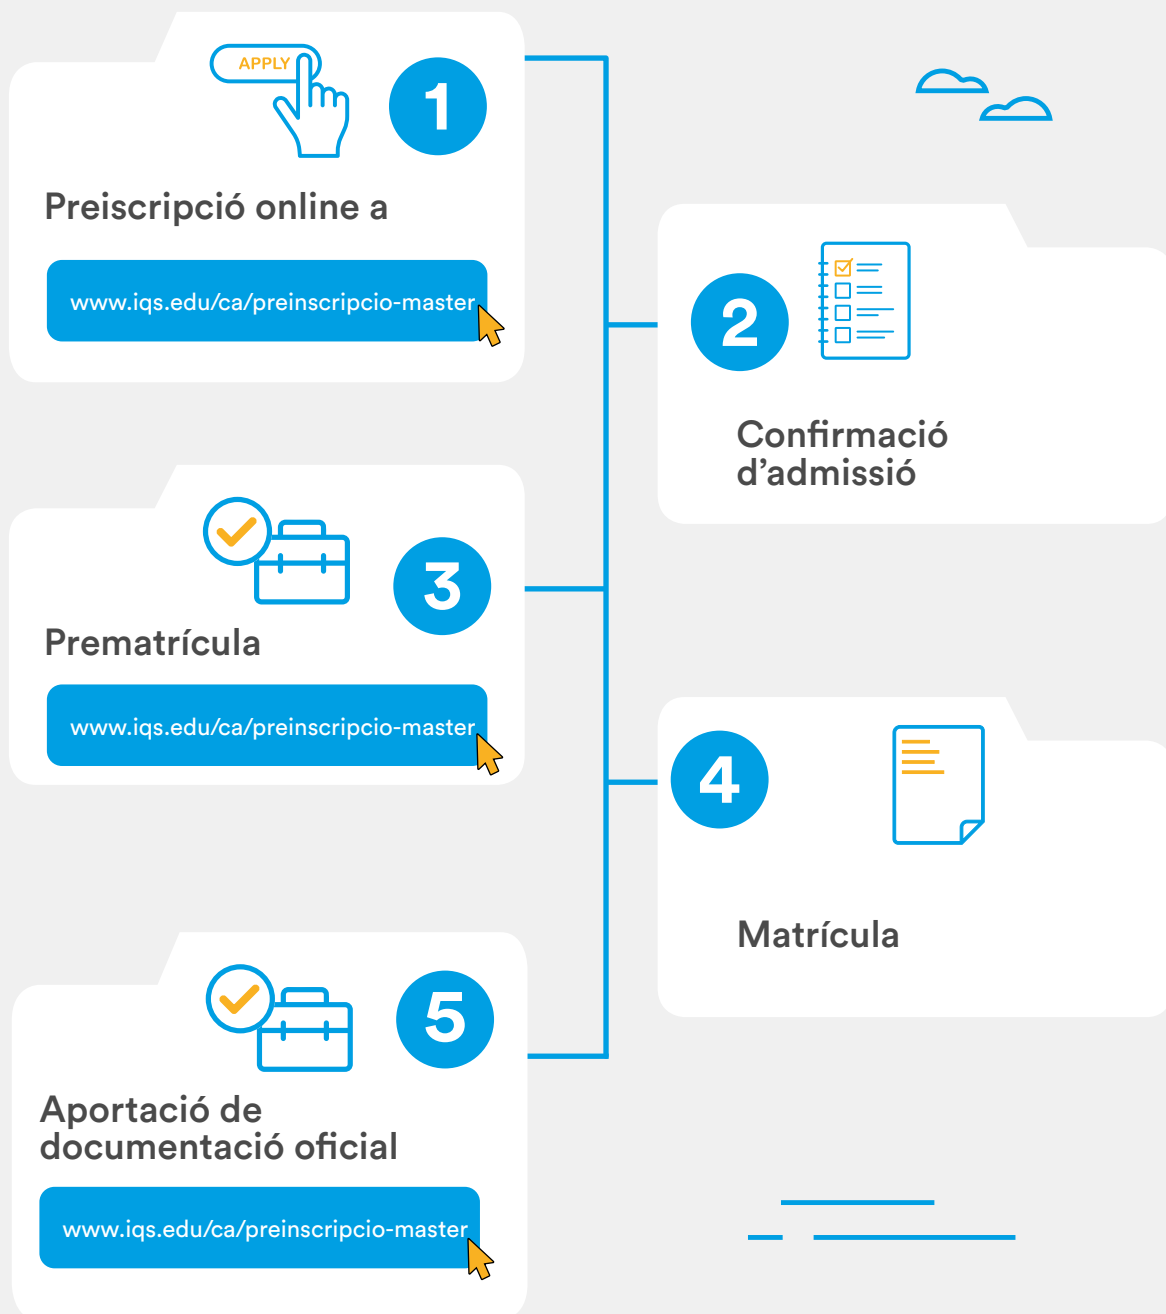 APPLY
1
Preiscripció online a
www.iqs.edu/ca/preinscripcio-master
2
Confirmació
d’admissió
3
Prematrícula
www.iqs.edu/ca/preinscripcio-master
4
Matrícula
5
Aportació de
documentació oficial
www.iqs.edu/ca/preinscripcio-master